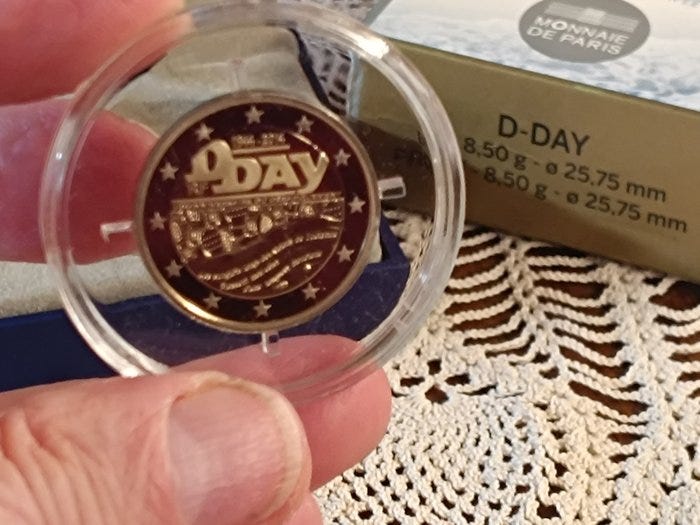 MONNAIE
DE PARIS
D-DAY
8,50 g - ø 25,75 mm
- 8,50 g - ø 25,75 mm
DDAY